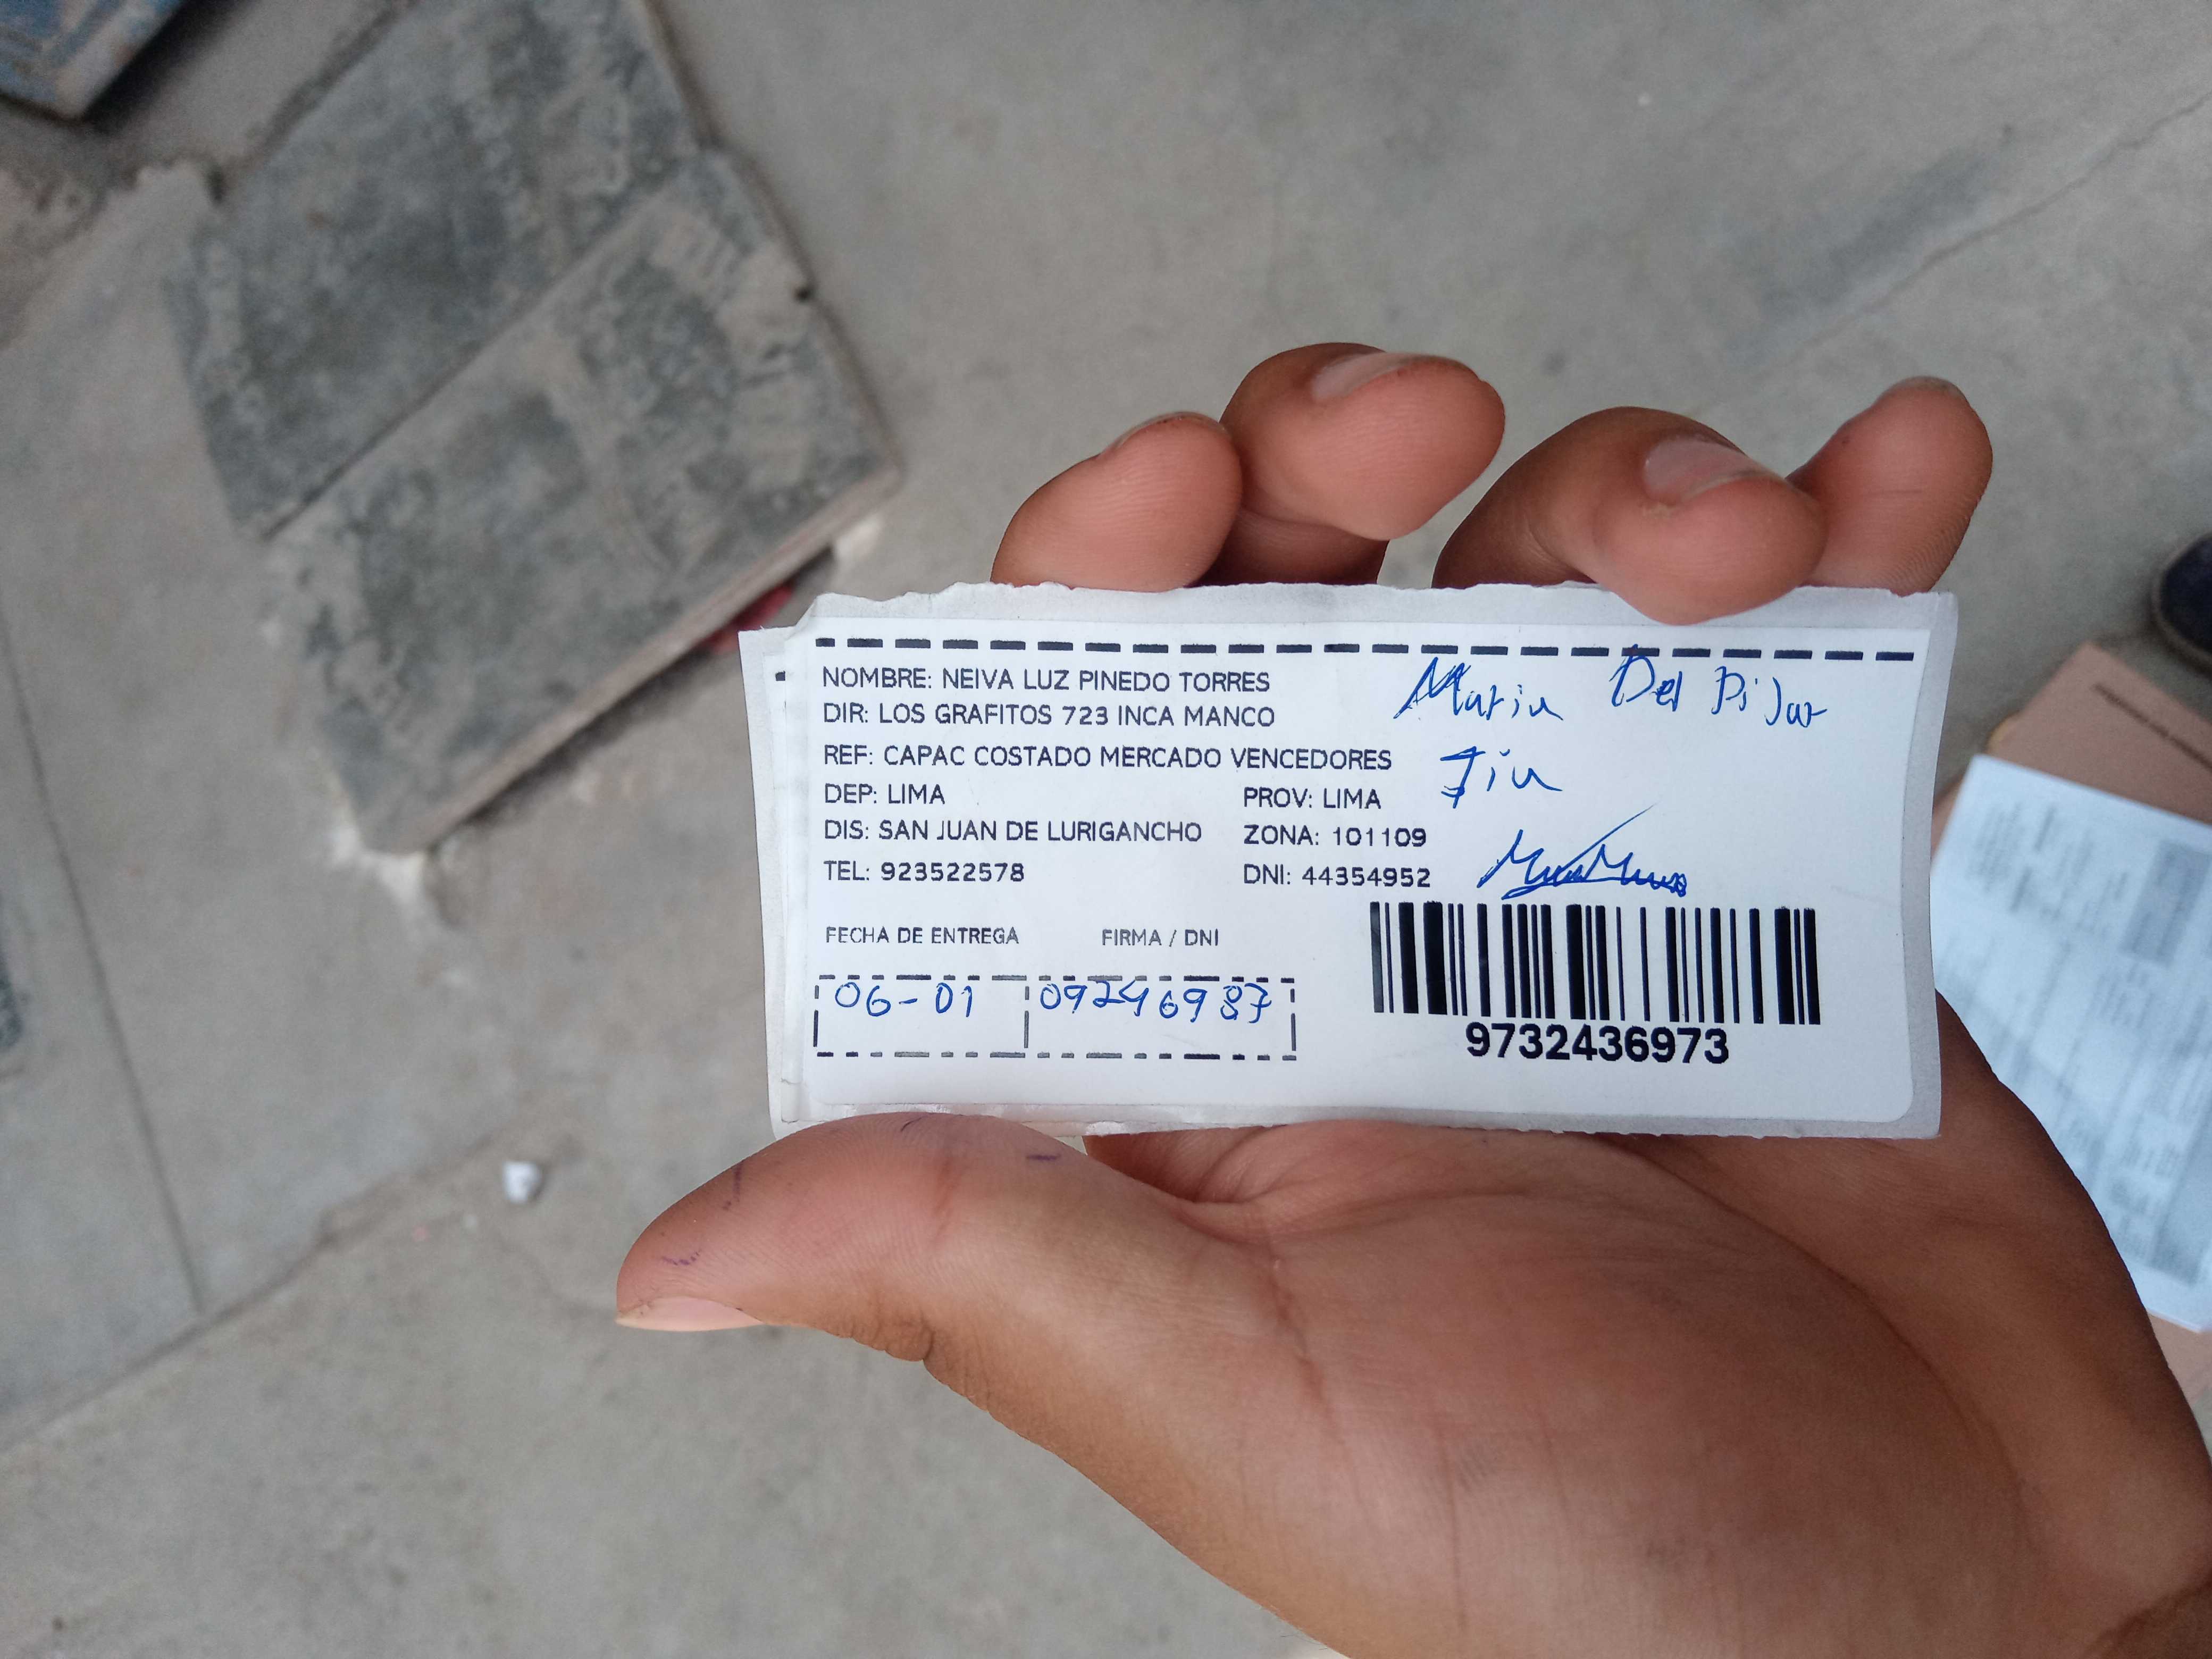 NOMBRE: NEIVA LUZ PINEDO TORRES
DIR: LOS GRAFITOS 723 INCA MANCO
REF: CAPAC COSTADO MERCADO VENCEDORES
DEP: LIMA PROV: LIMA
DIS: SAN JUAN DE LURIGANCHO ZONA: 101109
TEL: 923522578 DNI: 44354952
Maria Del Pilar
Tia
FECHA DE ENTREGA FIRMA / DNI
06-01 09246987
9732436973